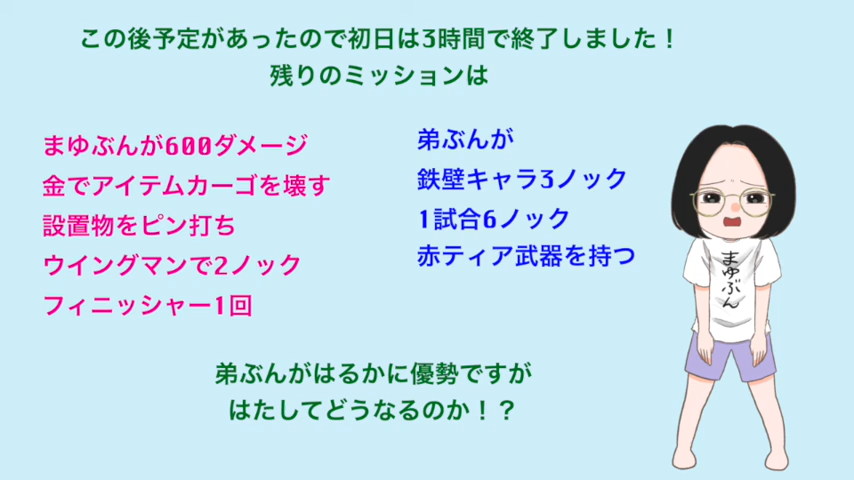 この後予定があったので初日は3時間で終了しました！
残りのミッションは
まゆぶんが600ダメージ
金でアイテムカーゴを壊す
設置物をピン打ち
ウイングマンで2ノック
フィニッシャー1回
弟ぶんが
鉄壁キャラ3ノック
1試合6ノック
赤ティア武器を持つ
まゆぶん
弟ぶんがはるかに優勢ですが
はたしてどうなるのか！？